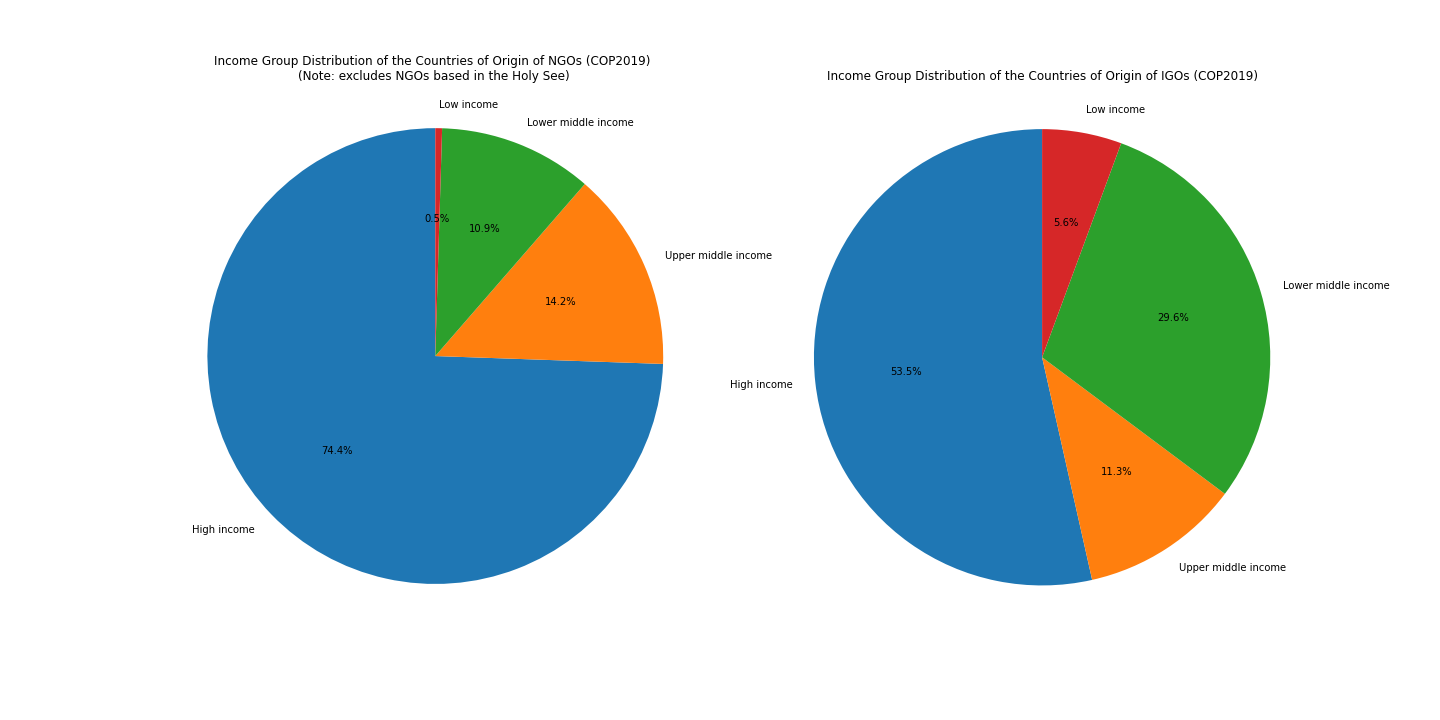 Income Group Distribution of the Countries of Origin of NGOs (COP2019)
(Note: excludes NGOs based in the Holy See)
Low income
Lower middle income
0.5%
10.9%
Upper middle income
14.2%
74.4%
High income
Income Group Distribution of the Countries of Origin of IGOs (COP2019)
Low income
5.6%
Lower middle income
29.6%
53.5%
High income
11.3%
Upper middle income